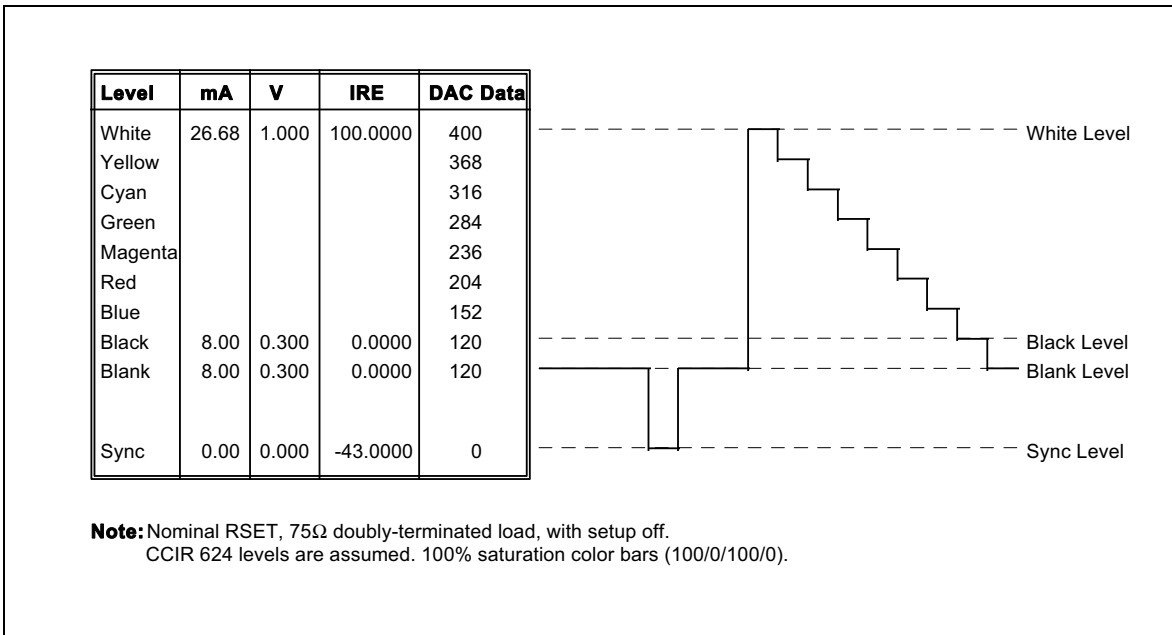 Level mA V IRE DAC Data
White 26.68 1.000 100.0000 400
Yellow 368
Cyan 316
Green 284
Magenta 236
Red 204
Blue 152
Black 8.00 0.300 0.0000 120
Blank 8.00 0.300 0.0000 120
Sync 0.00 0.000 -43.0000 0
White Level
Black Level
Blank Level
Sync Level
Note: Nominal RSET, 75Ω doubly-terminated load, with setup off.
CCIR 624 levels are assumed. 100% saturation color bars (100/0/100/0).